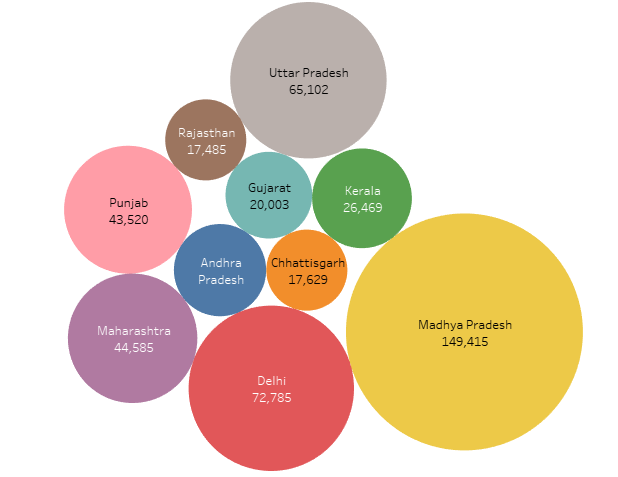 Uttar Pradesh
65,102
Rajasthan
17,485
Gujarat
20,003
Kerala
26,469
Punjab
43,520
Andhra
Pradesh
Chhattisgarh
17,629
Madhya Pradesh
149,415
Maharashtra
44,585
Delhi
72,785